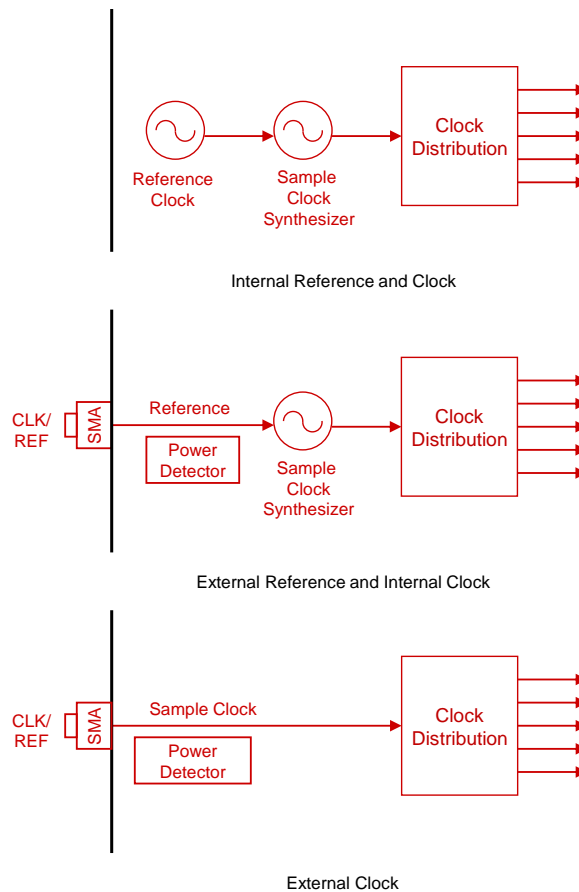 Clock
Distribution
Reference
Clock
Sample
Clock
Synthesizer
Internal Reference and Clock
CLK/
REF
SMA
Reference
Power
Detector
Sample
Clock
Synthesizer
Clock
Distribution
External Reference and Internal Clock
CLK/
REF
SMA
Sample Clock
Power
Detector
Clock
Distribution
External Clock